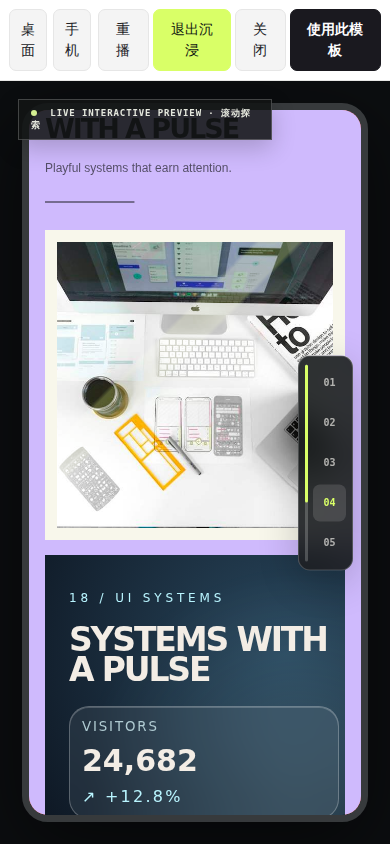 桌面
手机
重播
退出沉浸
关闭
使用此模板
LIVE INTERACTIVE PREVIEW · 滚动探索
WITH A PULSE
Playful systems that earn attention.
How to
01
02
03
04
05
18 / UI SYSTEMS
SYSTEMS WITH
A PULSE
VISITORS
24,682
↗ +12.8%